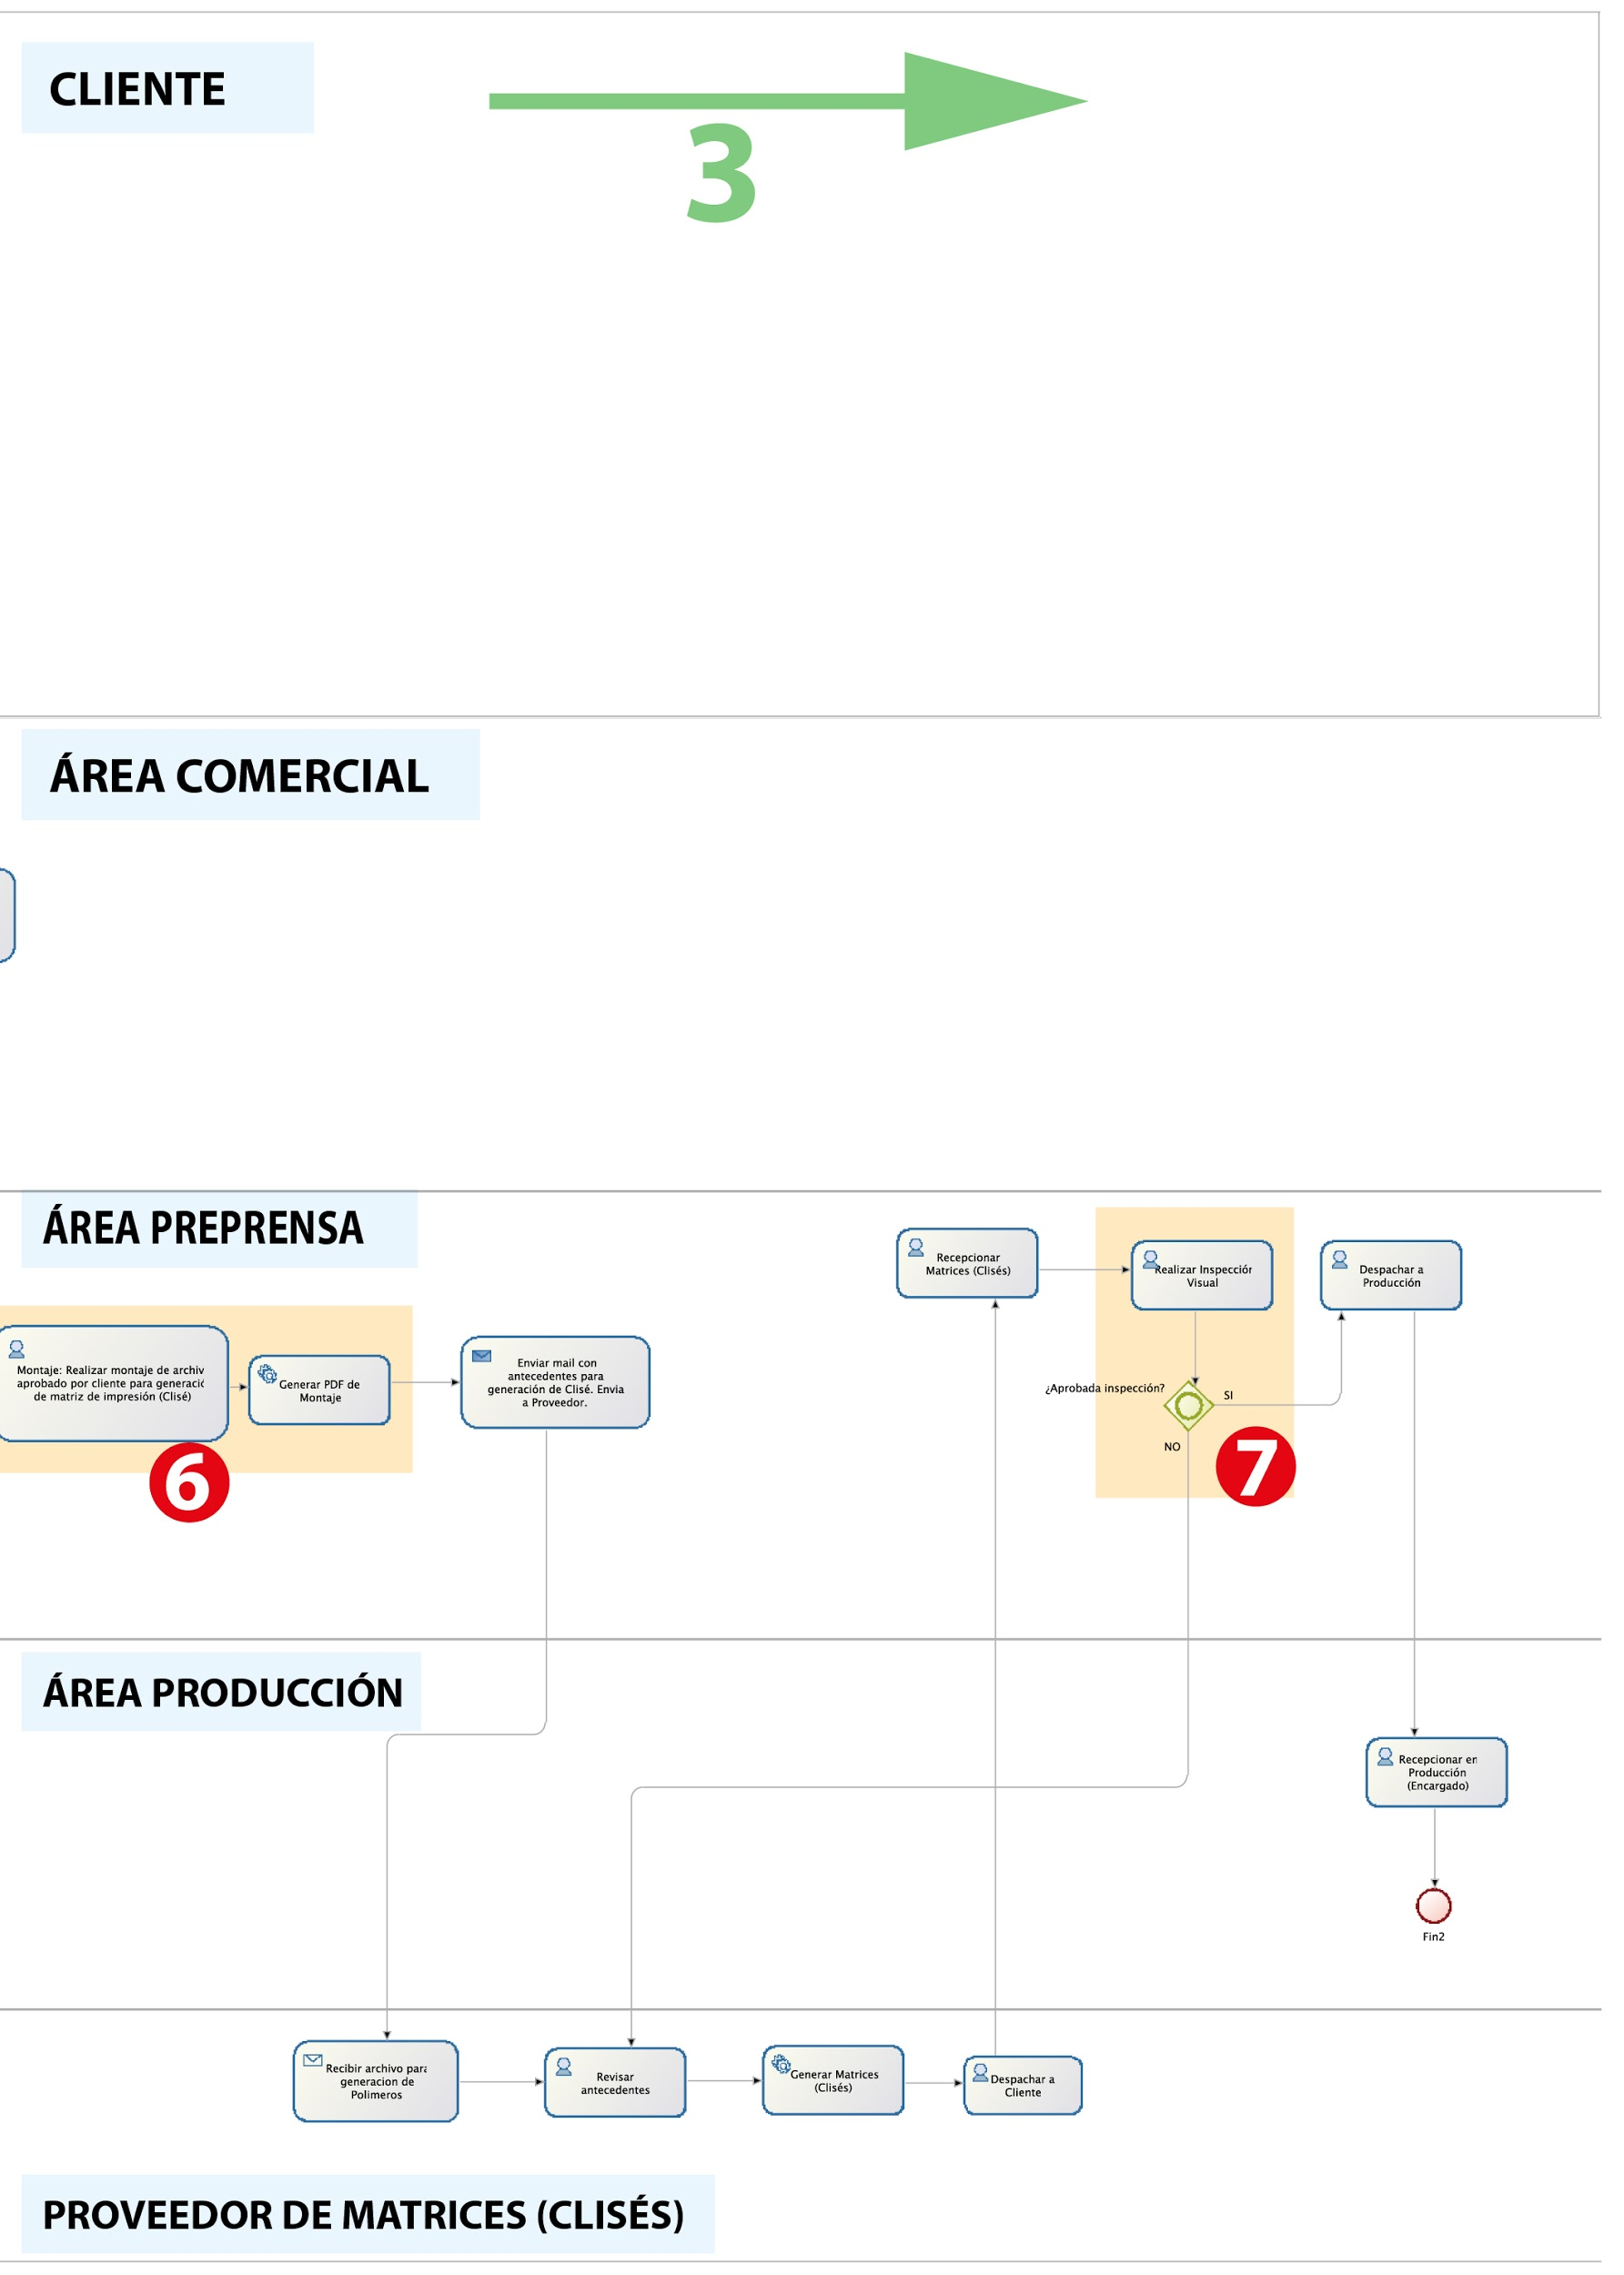 CLIENTE
3
ÁREA COMERCIAL
ÁREA PREPRENSA
Recepcionar
Matrices (Clisés)
Realizar Inspección
Visual
Despachar a
Producción
Montaje: Realizar montaje de archiv
aprobado por cliente para generació
de matriz de impresión (Clisé)
Generar PDF de
Montaje
Enviar mail con
antecedentes para
generación de Clisé. Envia
a Proveedor.
¿Aprobada inspección?
SI
NO
6
7
ÁREA PRODUCCIÓN
Recepcionar en
Producción
(Encargado)
Fin2
Recibir archivo para
generacion de
Polimeros
Revisar
antecedentes
Generar Matrices
(Clisés)
Despachar a
Cliente
PROVEEDOR DE MATRICES (CLISÉS)